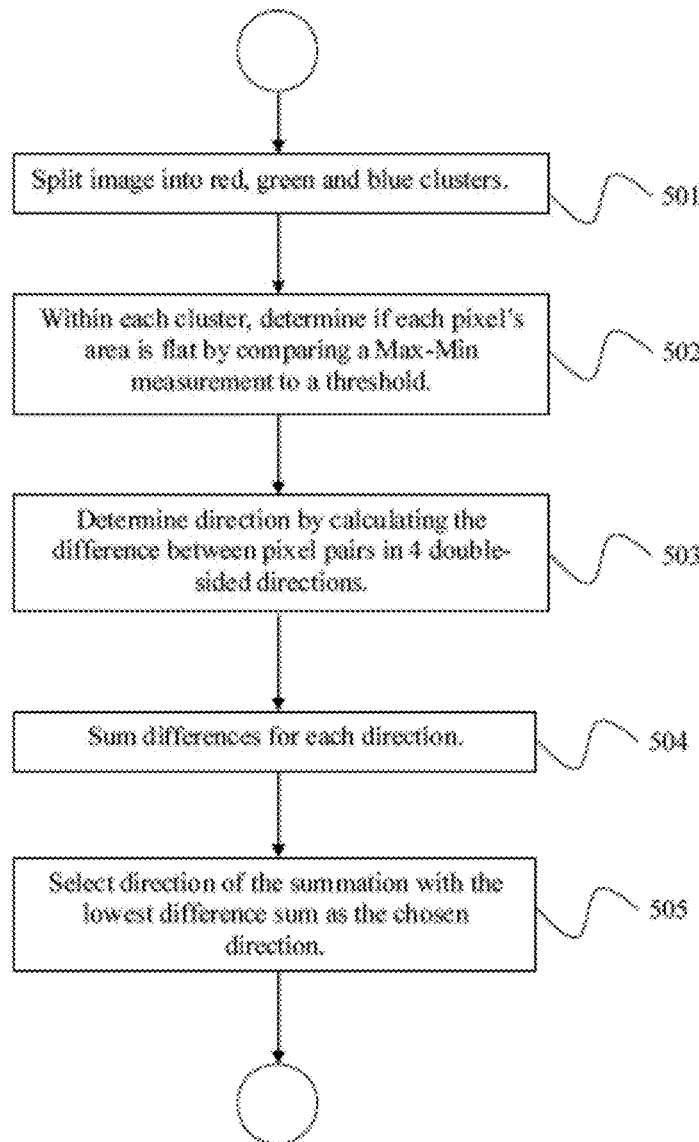 Split image into red, green and blue clusters.
501
Within each cluster, determine if each pixel's
area is flat by comparing a Max-Min
measurement to a threshold.
502
Determine direction by calculating the
difference between pixel pairs in 4 double-
sided directions.
503
Sum differences for each direction.
504
Select direction of the summation with the
lowest difference sum as the chosen
direction.
505